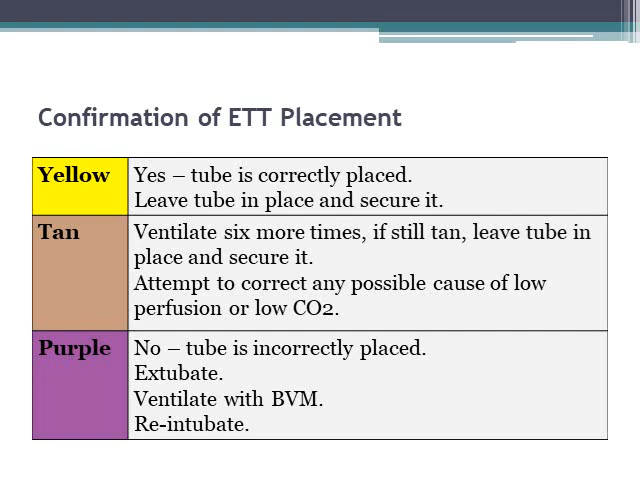 Confirmation of ETT Placement
Yellow
Yes – tube is correctly placed.
Leave tube in place and secure it.
Tan
Ventilate six more times, if still tan, leave tube in
place and secure it.
Attempt to correct any possible cause of low
perfusion or low CO2.
Purple
No – tube is incorrectly placed.
Extubate.
Ventilate with BVM.
Re-intubate.